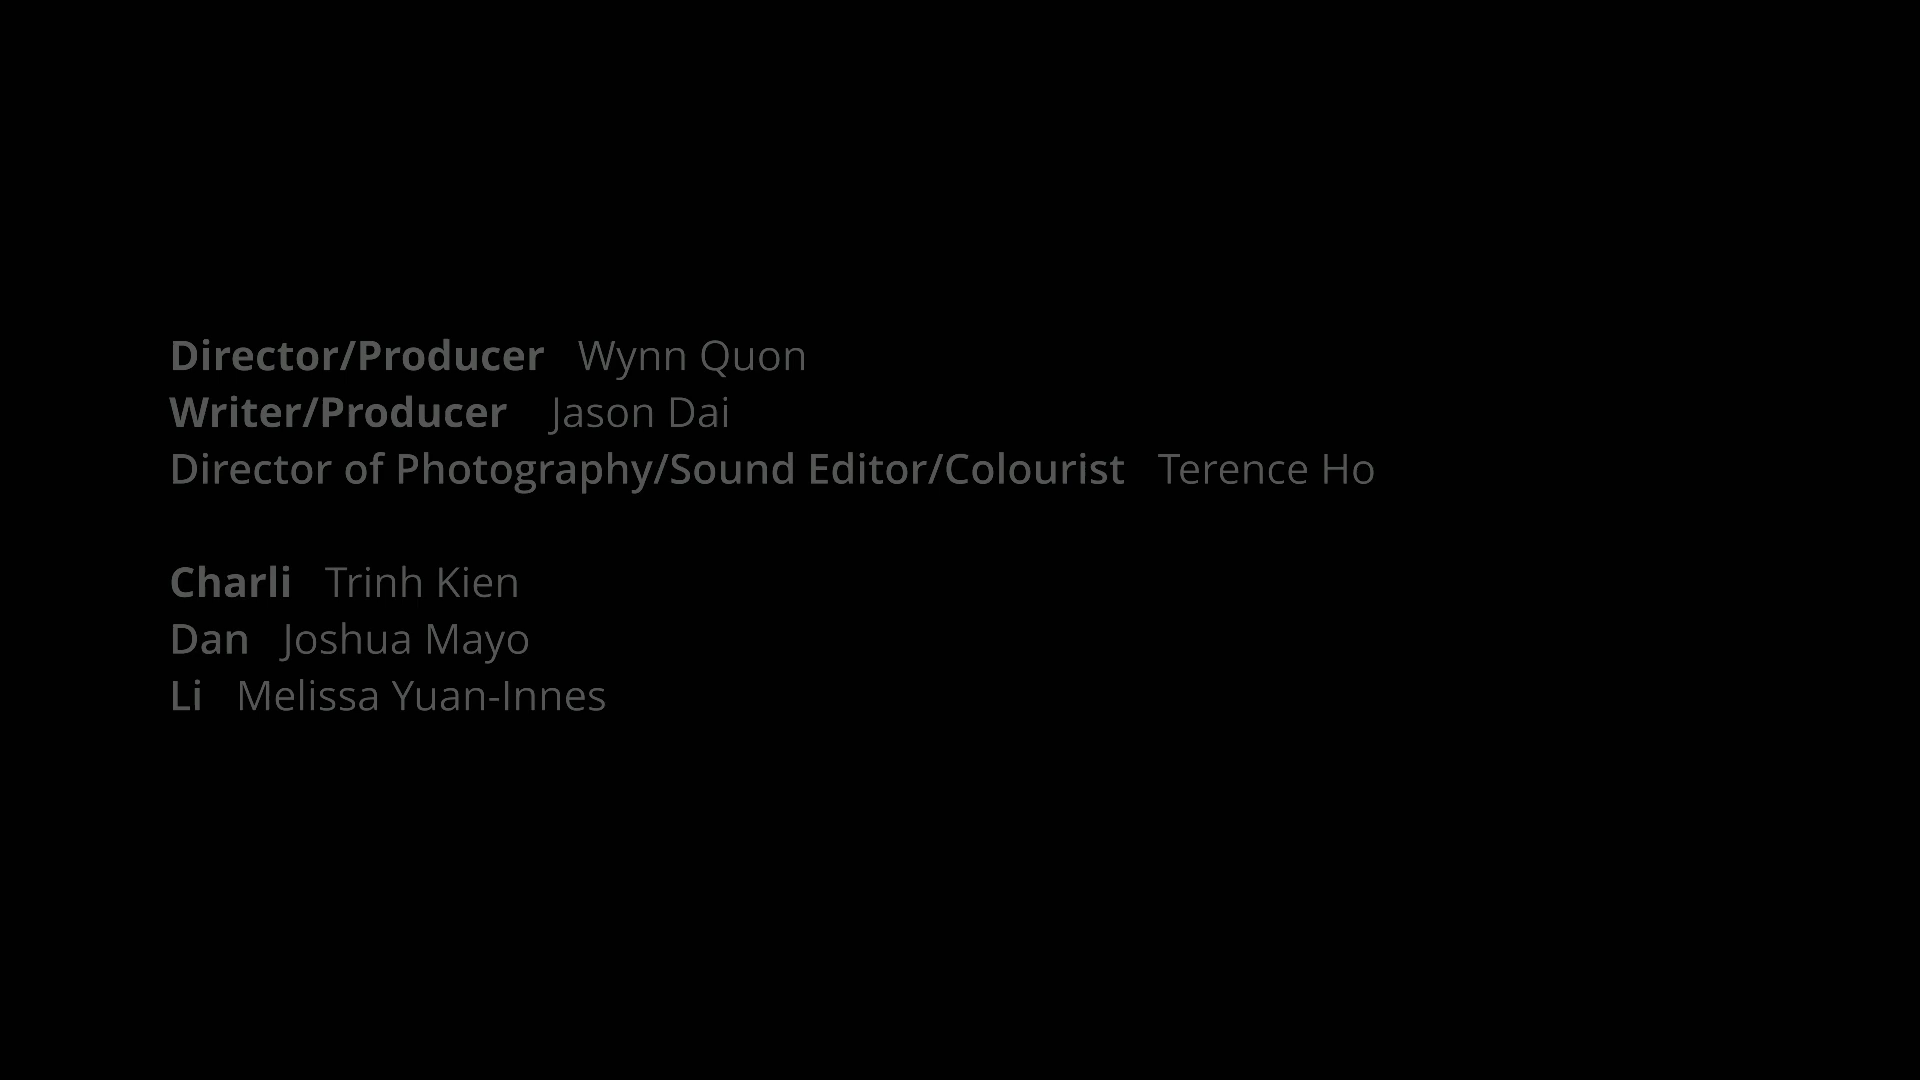 Director/Producer Wynn Quon
Writer/Producer Jason Dai
Director of Photography/Sound Editor/Colourist Terence Ho
Charli Trinh Kien
Dan Joshua Mayo
Li Melissa Yuan-Innes